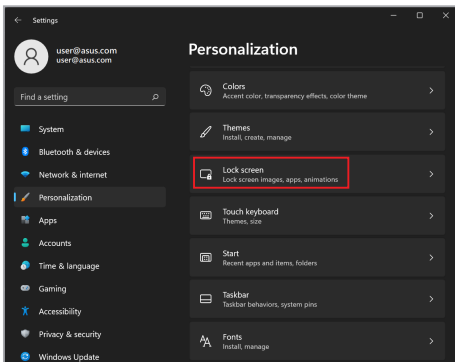 Settings
user@asus.com
user@asus.com
Find a setting
System
Bluetooth & devices
Network & internet
Personalization
Apps
Accounts
Time & language
Gaming
Accessibility
Privacy & security
Windows Update
Personalization
Colors
Accent color, transparency effects, color theme
Themes
Install, create, manage
Lock screen
Lock screen images, apps, animations
Touch keyboard
Themes, size
Start
Recent apps and items, folders
Taskbar
Taskbar behaviors, system pins
Fonts
Install, manage